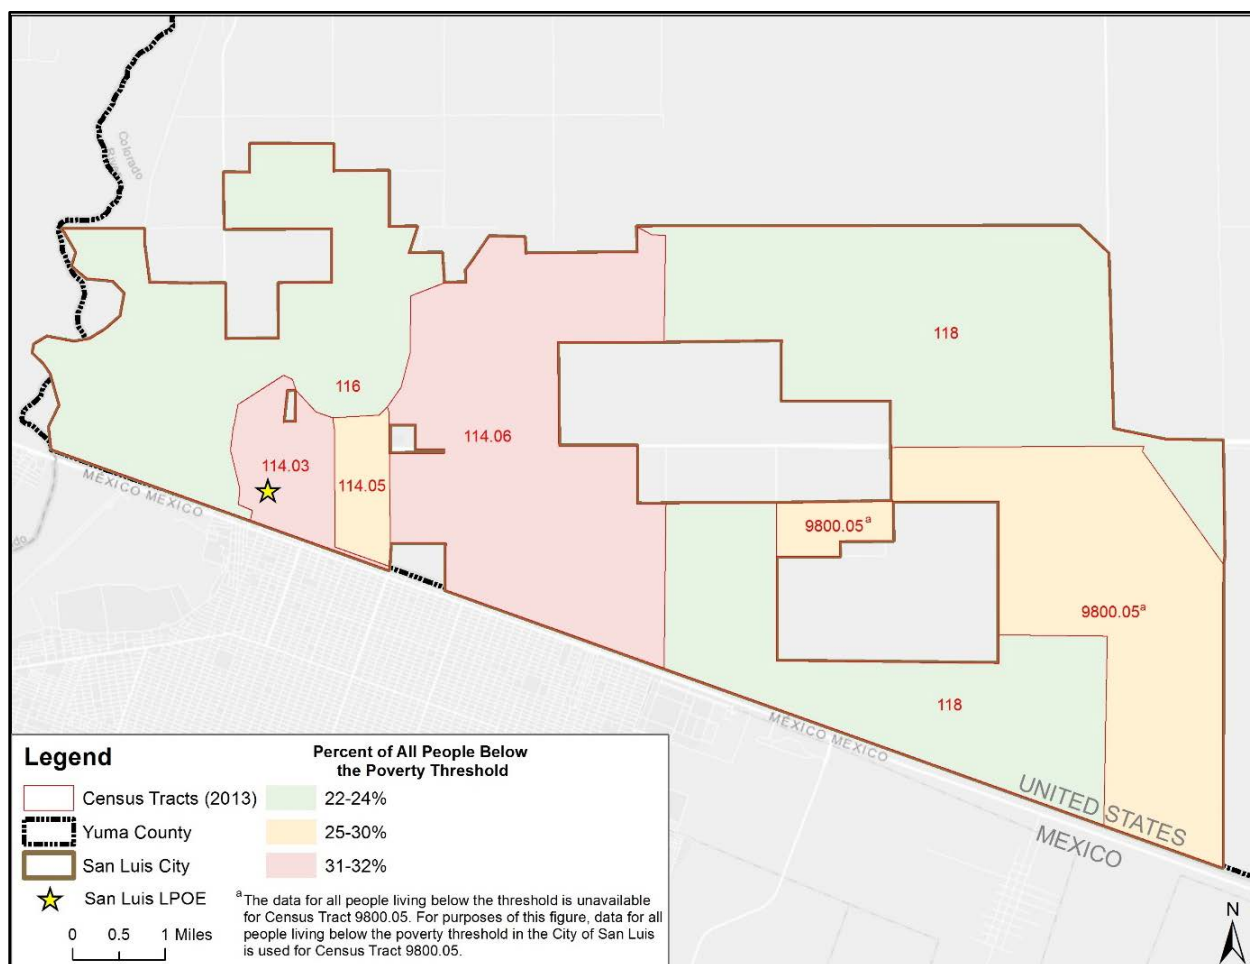 Colorado
River
118
116
114.06
114.03
114.05
MÉXICO MEXICO
9800.05ᵃ
9800.05ᵃ
118
MÉXICO MEXICO
UNITED STATES
MEXICO
Legend
Census Tracts (2013)
Yuma County
San Luis City
San Luis LPOE
0 0.5 1 Miles
Percent of All People Below
the Poverty Threshold
22-24%
25-30%
31-32%
ᵃThe data for all people living below the threshold is unavailable
for Census Tract 9800.05. For purposes of this figure, data for all
people living below the poverty threshold in the City of San Luis
is used for Census Tract 9800.05.
N